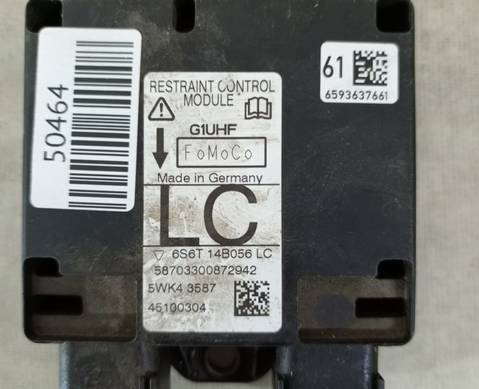 50464
61
6593637661
RESTRAINT CONTROL
MODULE
G1UHF
FoMoCo
Made in Germany
LC
6S6T 14B056 LC
58703300872942
5WK4 3587
45100304